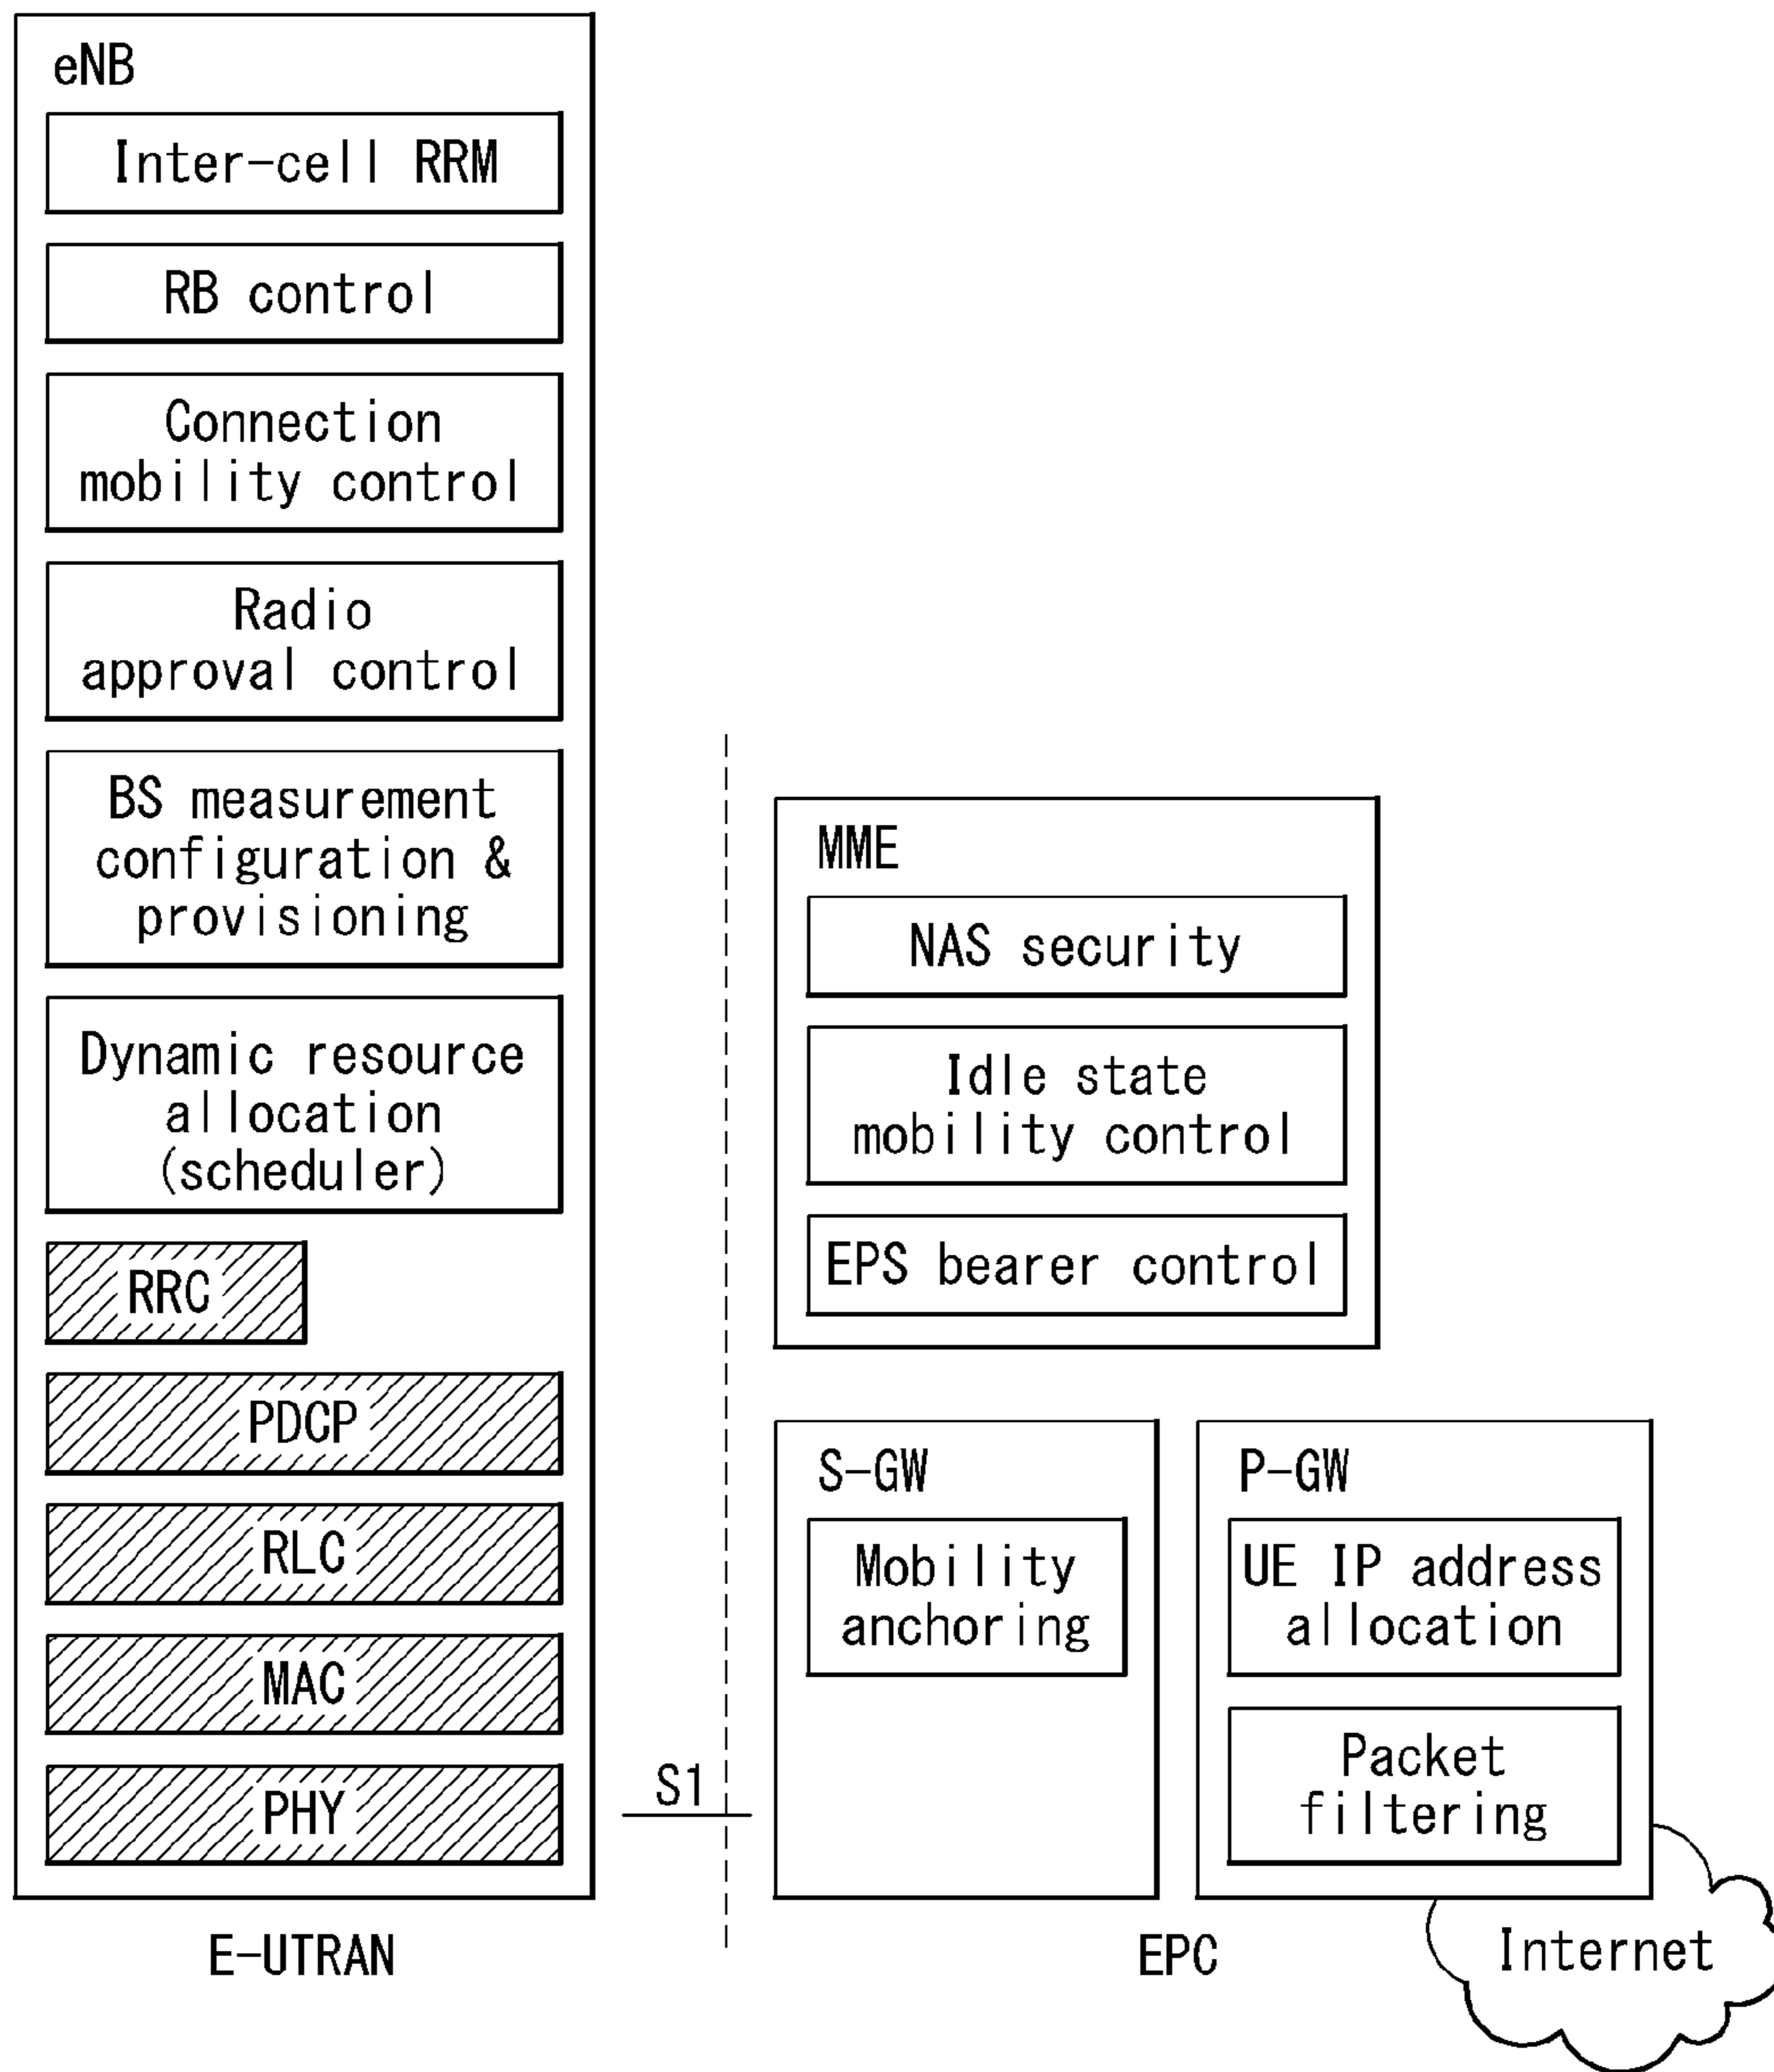 eNB
Inter-cell RRM
RB control
Connection
mobility control
Radio
approval control
BS measurement
configuration &
provisioning
Dynamic resource
allocation
(scheduler)
RRC
PDCP
RLC
MAC
PHY
E-UTRAN
S1
MME
NAS security
Idle state
mobility control
EPS bearer control
S-GW
Mobility
anchoring
P-GW
UE IP address
allocation
Packet
filtering
EPC
Internet